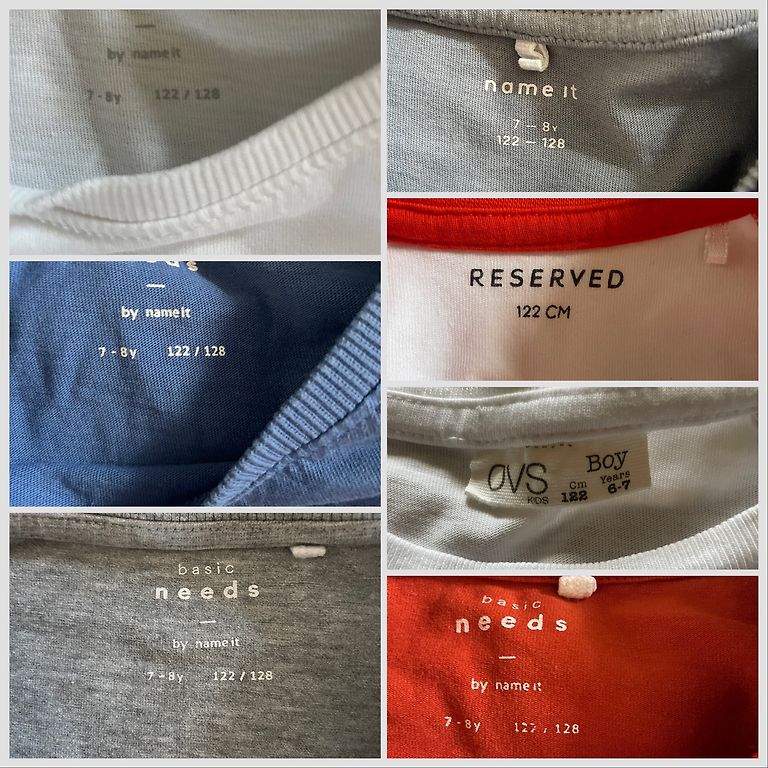 by name it
7-8y 122 / 128
by name it
7-8y 122 / 128
basic
needs
by name it
7-8y 122 / 128
name it
7 — 8Y
122 — 128
RESERVED
122 CM
OVS
KIDS
Boy
Cm Years
122 6-7
basic
needs
by name it
7-8y 122 / 128